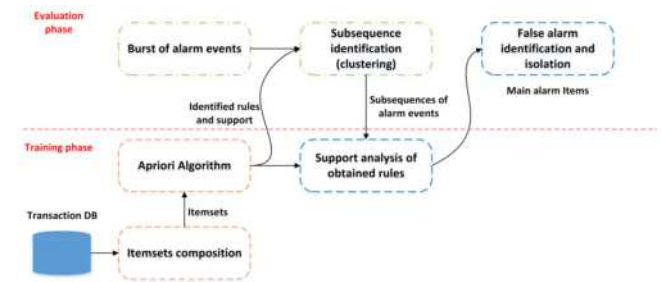 Evaluation
phase
Burst of alarm events
Subsequence
identification
(clustering)
False alarm
identification and
isolation
Main alarm Items
Identified rules
and support
Subsequences of
alarm events
Training phase
Apriori Algorithm
Support analysis of
obtained rules
Itemsets
Transaction DB
Itemsets composition